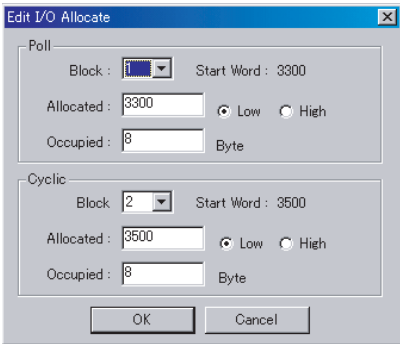 Edit I/O Allocate
Poll
Block : 1 Start Word : 3300
Allocated : 3300 Low High
Occupied : 8 Byte
Cyclic
Block 2 Start Word : 3500
Allocated : 3500 Low High
Occupied : 8 Byte
OK Cancel